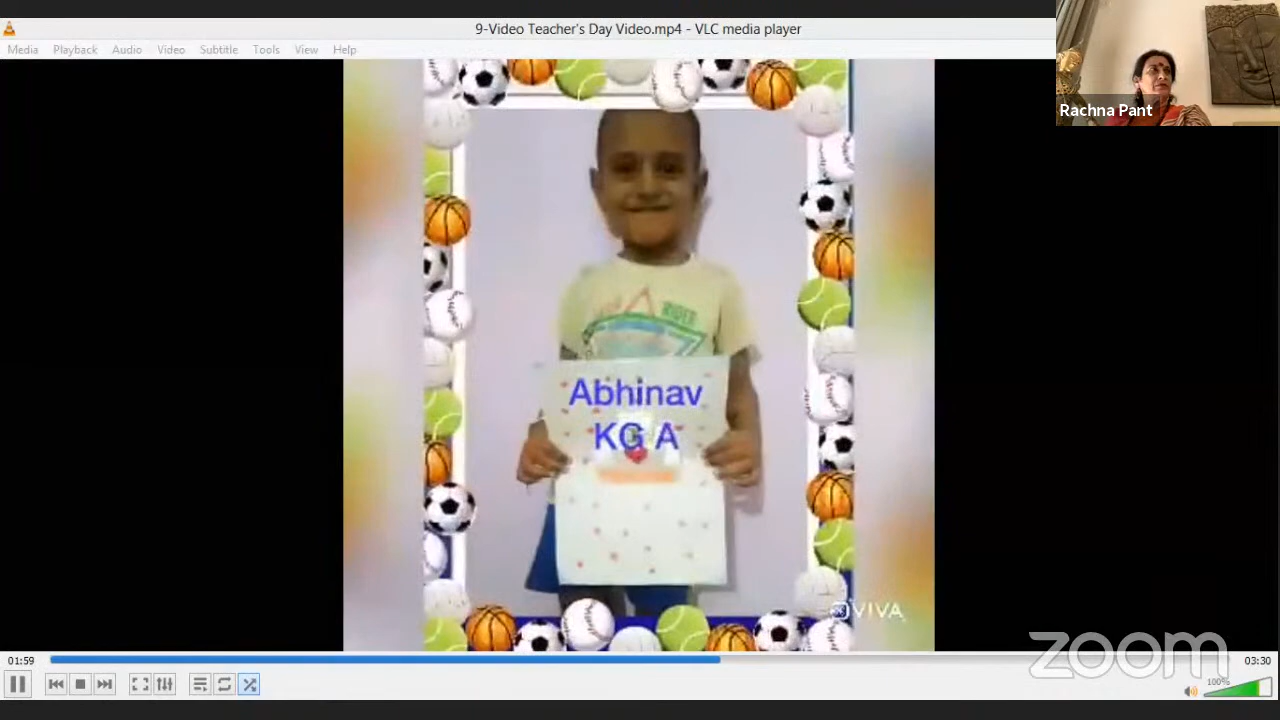 9-Video Teacher's Day Video.mp4 - VLC media player
Media Playback Audio Video Subtitle Tools View Help
Rachna Pant
RIDER
Abhinav
KG A
VIVA
zoom
01:59
03:30
100%